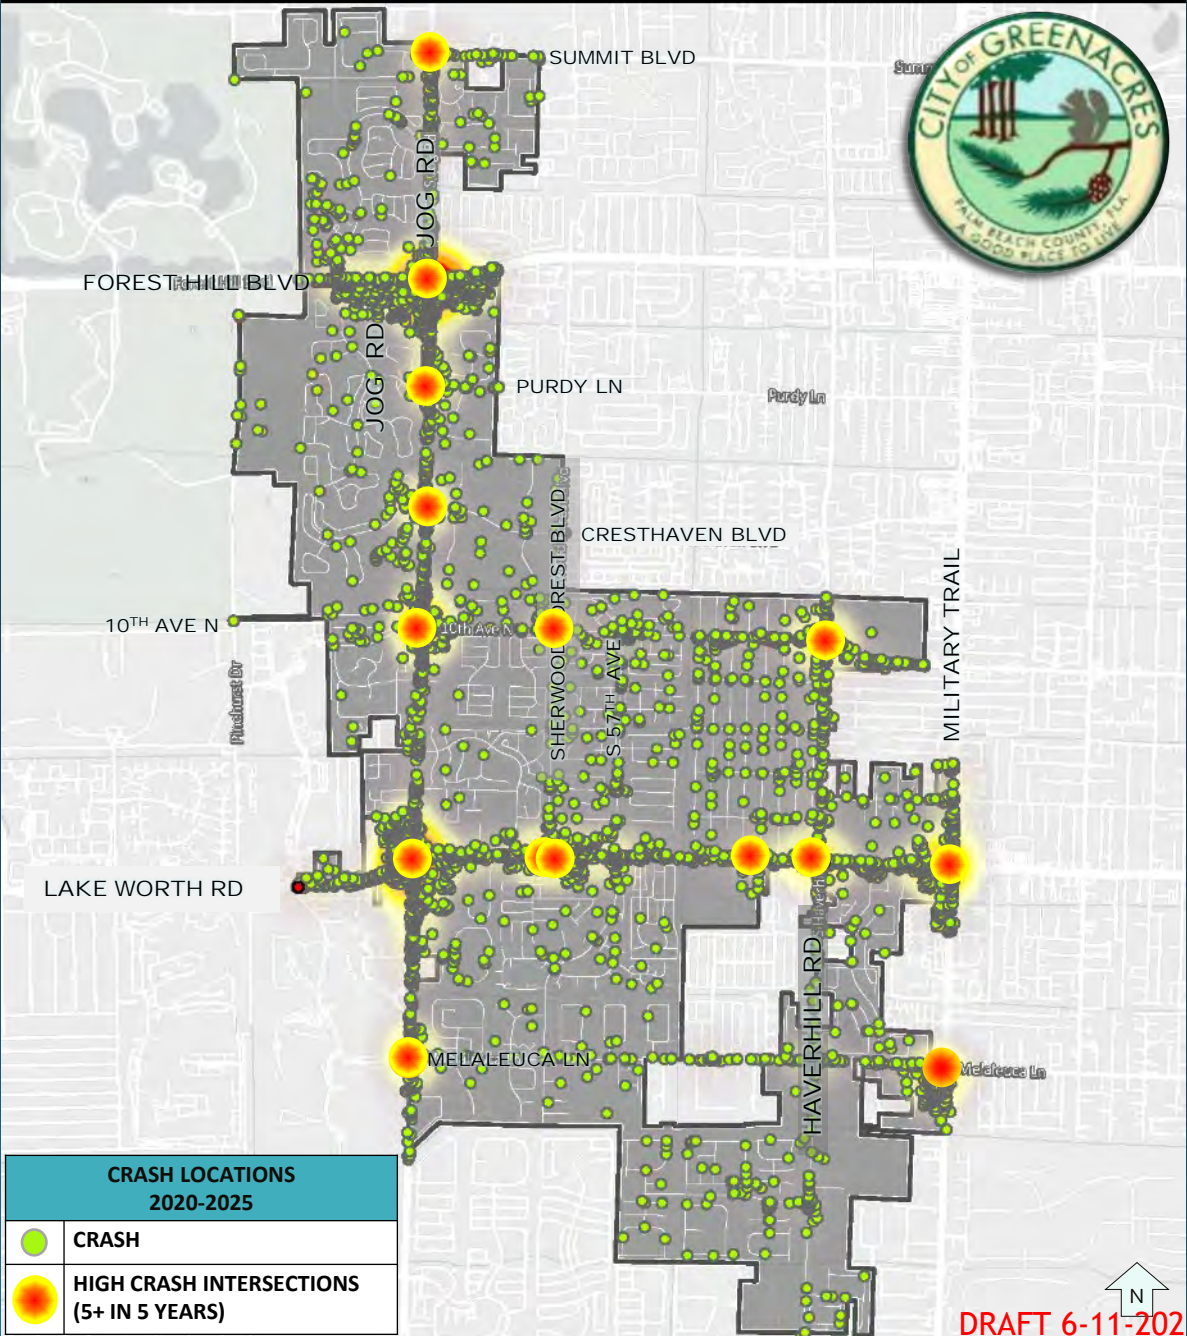 CITY OF GREENACRES
PALM BEACH COUNTY, FLA
A GOOD PLACE TO LIVE
SUMMIT BLVD
JOG RD
FOREST HILL BLVD
JOG RD
PURDY LN
Purdy Ln
SHERWOOD FOREST BLVD
CRESTHAVEN BLVD
MILITARY TRAIL
10TH AVE N
10th Ave N
S 57TH AVE
Pinehurst Dr
LAKE WORTH RD
HAVERHILL RD
MELALEUCA LN
Melaleuca Ln
CRASH LOCATIONS
2020-2025
CRASH
HIGH CRASH INTERSECTIONS
(5+ IN 5 YEARS)
N
DRAFT 6-11-202